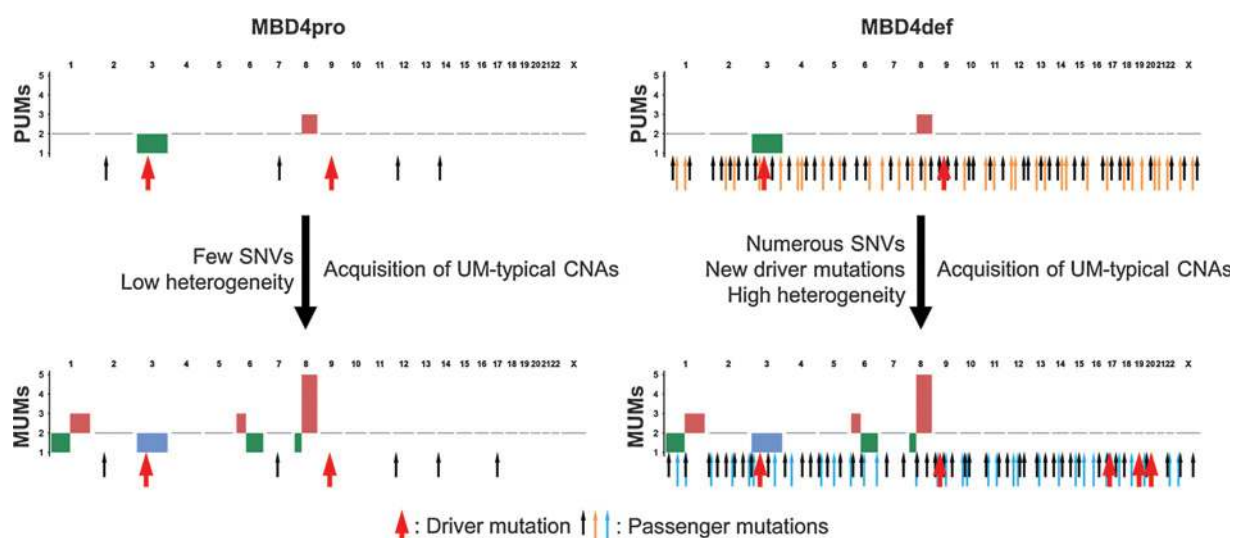 MBD4pro
MBD4def
1 2 3 4 5 6 7 8 9 10 11 12 13 14 15 16 17 18 19 20 21 22 X
1 2 3 4 5 6 7 8 9 10 11 12 13 14 15 16 17 18 19 20 21 22 X
PUMs
5
4
3
2
1
PUMs
5
4
3
2
1
Few SNVs
Low heterogeneity
Acquisition of UM-typical CNAs
Numerous SNVs
New driver mutations
High heterogeneity
Acquisition of UM-typical CNAs
1 2 3 4 5 6 7 8 9 10 11 12 13 14 15 16 17 18 19 20 21 22 X
1 2 3 4 5 6 7 8 9 10 11 12 13 14 15 16 17 18 19 20 21 22 X
MUMs
5
4
3
2
1
MUMs
5
4
3
2
1
: Driver mutation
: Passenger mutations